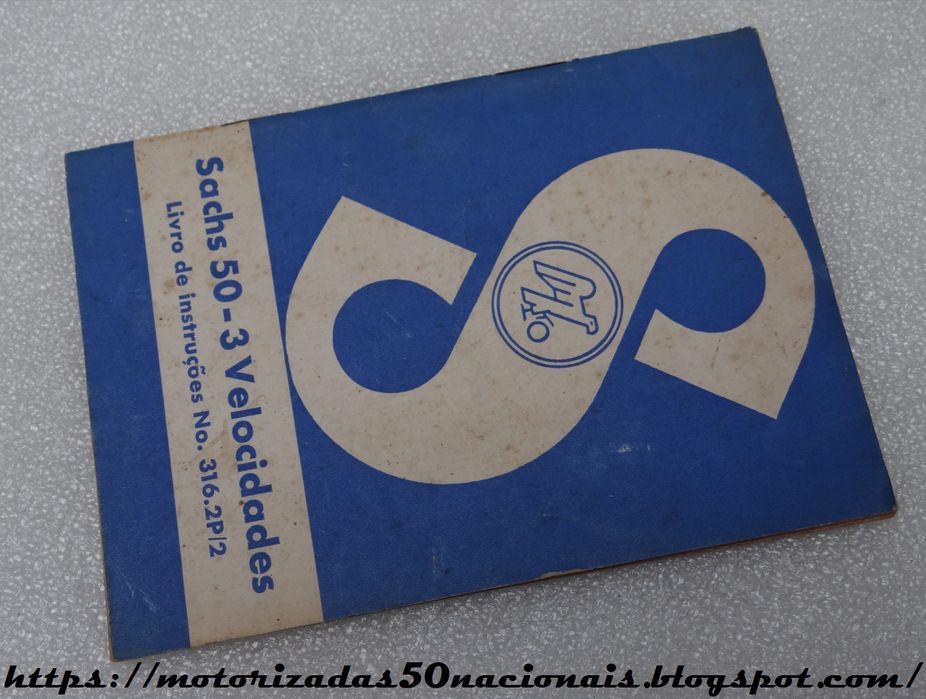 Sachs 50 - 3 Velocidades
Livro de instruções No. 316.2P/2
https://motorizadas50nacionais.blogspot.com/